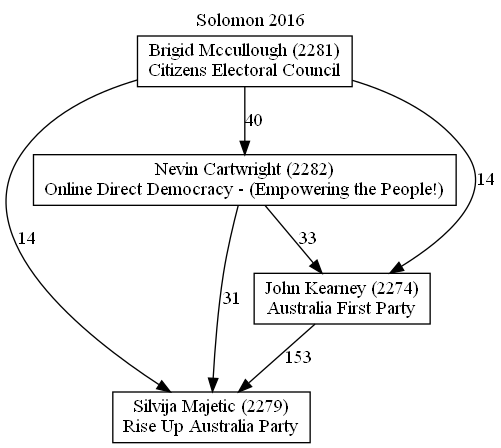 Solomon 2016
Brigid Mccullough (2281)
Citizens Electoral Council
40
Nevin Cartwright (2282)
Online Direct Democracy - (Empowering the People!)
14
14
33
John Kearney (2274)
Australia First Party
31
153
Silvija Majetic (2279)
Rise Up Australia Party